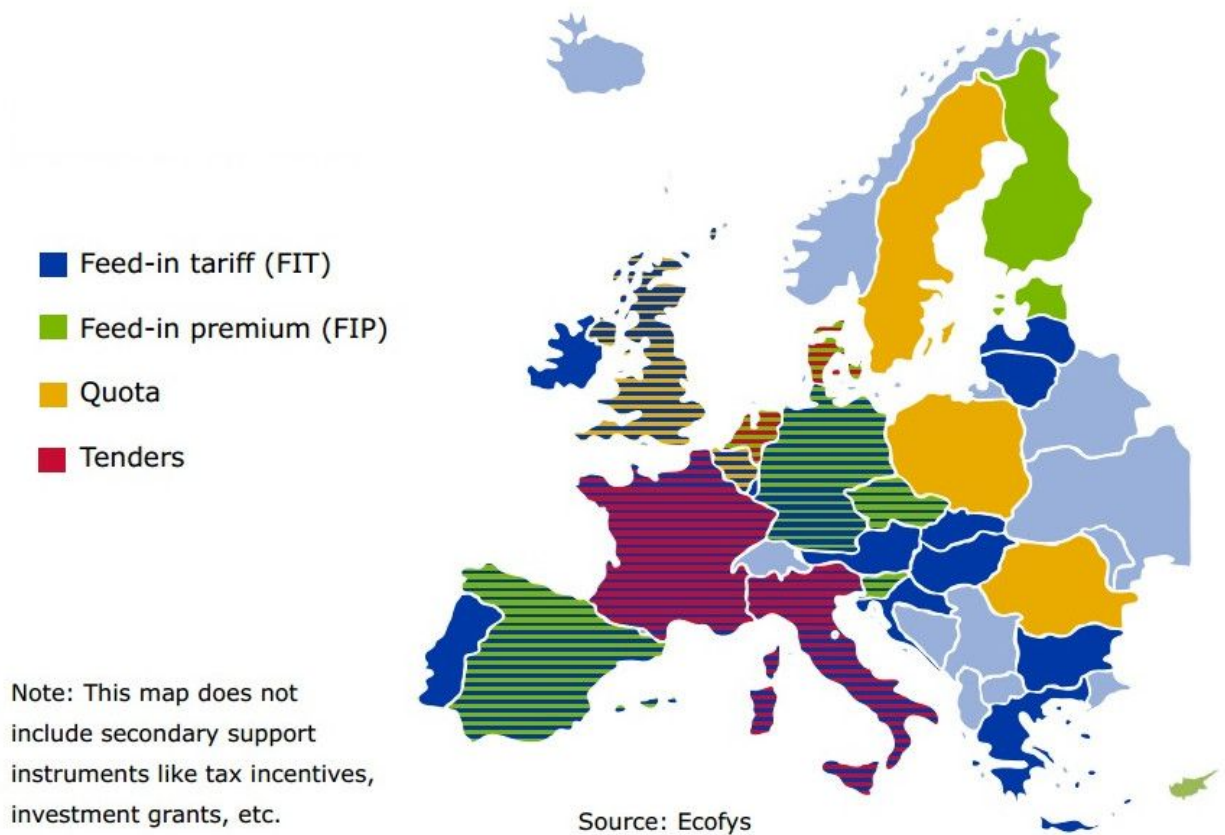 Feed-in tariff (FIT)
Feed-in premium (FIP)
Quota
Tenders
Note: This map does not
include secondary support
instruments like tax incentives,
investment grants, etc.
Source: Ecofys